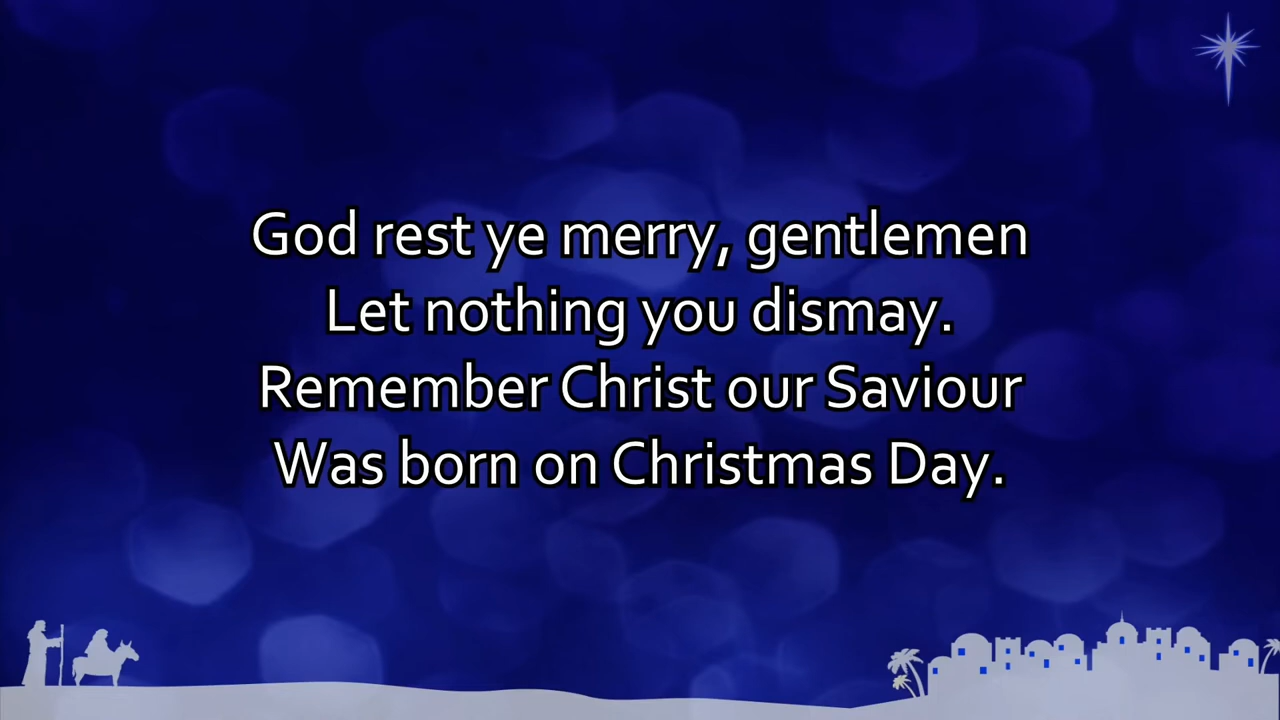 God rest ye merry, gentlemen
Let nothing you dismay.
Remember Christ our Saviour
Was born on Christmas Day.